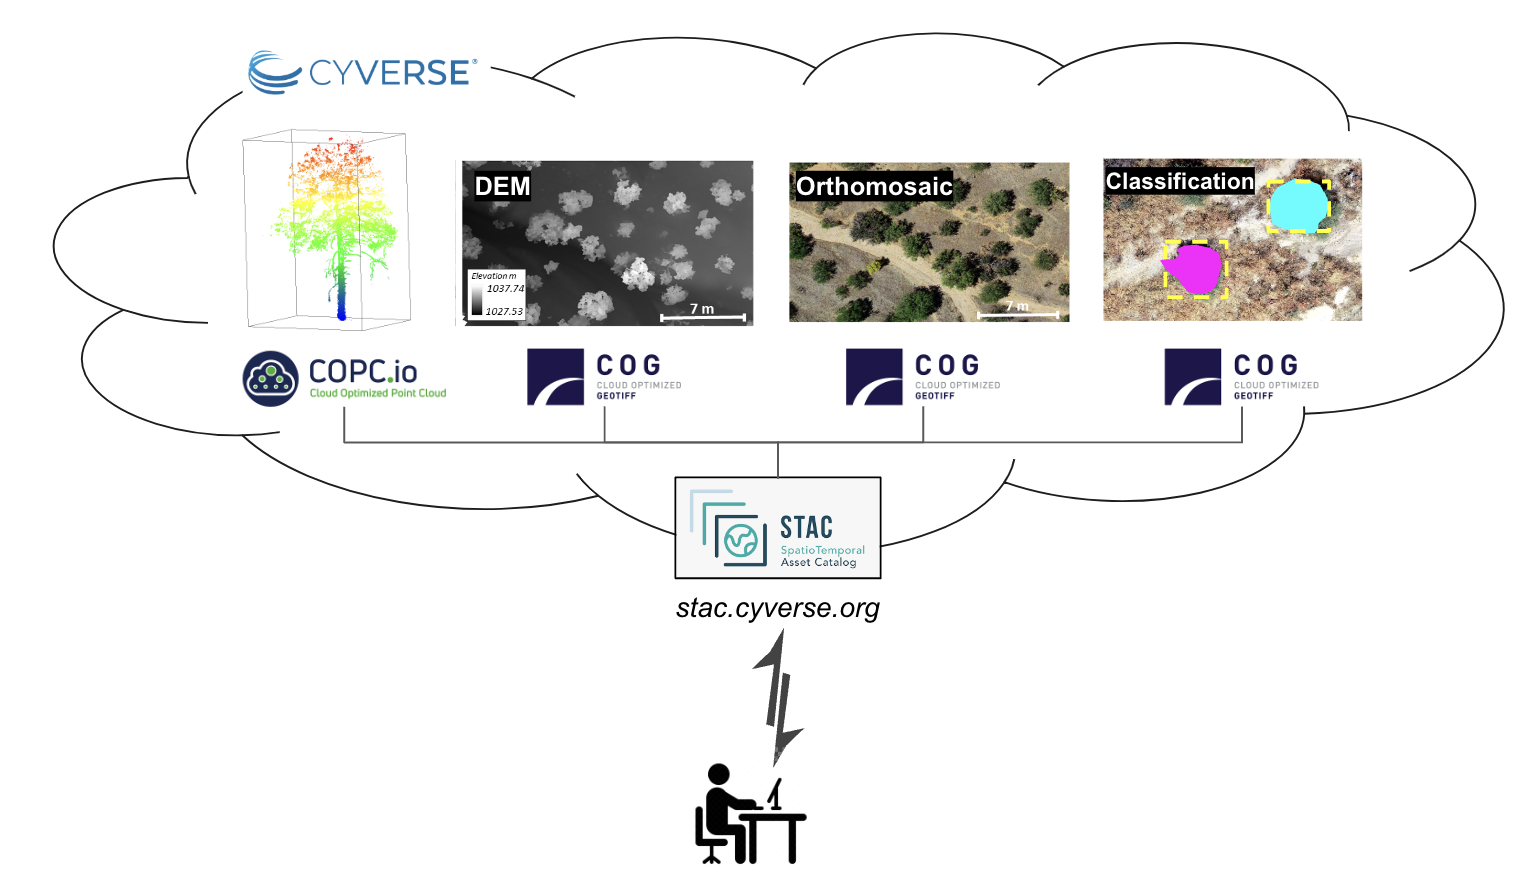 CYVERSE®
DEM
Elevation m
1037.74
1027.53
7 m
Orthomosaic
7 m
Classification
COPC.io
Cloud Optimized Point Cloud
COG
CLOUD OPTIMIZED
GEOTIFF
COG
CLOUD OPTIMIZED
GEOTIFF
COG
CLOUD OPTIMIZED
GEOTIFF
STAC
SpatioTemporal
Asset Catalog
stac.cyverse.org